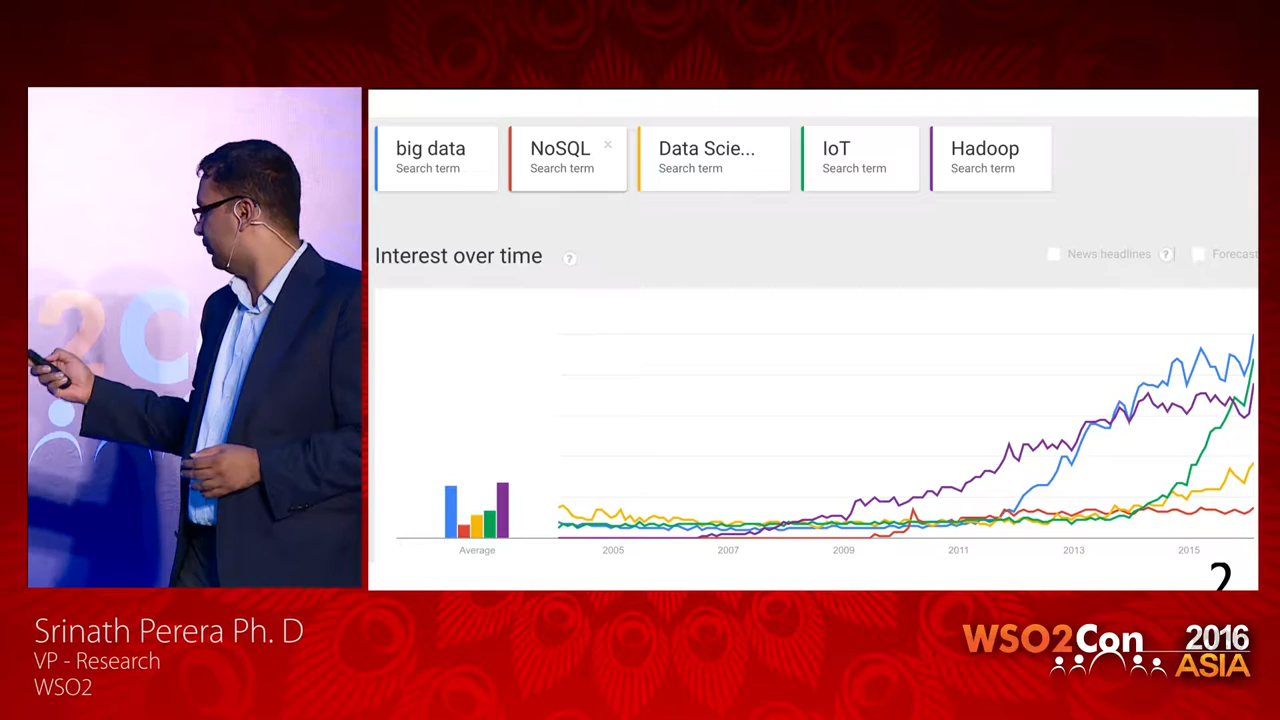 big data
Search term
NoSQL ×
Search term
Data Scie...
Search term
IoT
Search term
Hadoop
Search term
Interest over time ?
News headlines ?
Forecast
Average
2005
2007
2009
2011
2013
2015
2
2C
Srinath Perera Ph. D
VP - Research
WSO2
WSO2Con 2016
ASIA